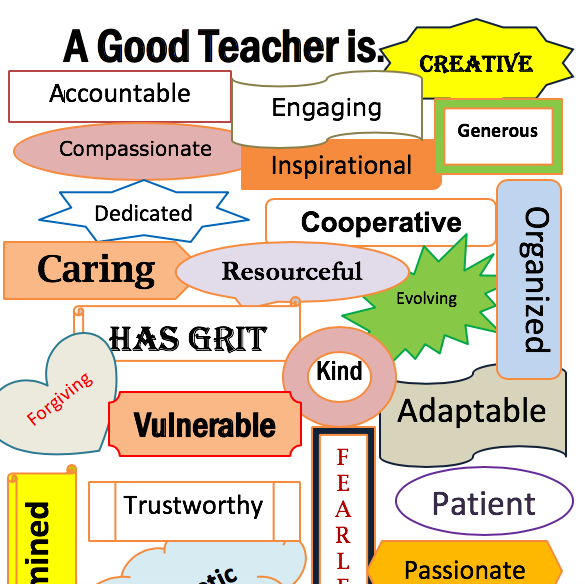 A Good Teacher is.
CREATIVE
Accountable
Engaging
Generous
Compassionate
Inspirational
Dedicated
Cooperative
Organized
Caring
Resourceful
Evolving
HAS GRIT
Kind
Forgiving
Adaptable
Vulnerable
Patient
Trustworthy
Passionate